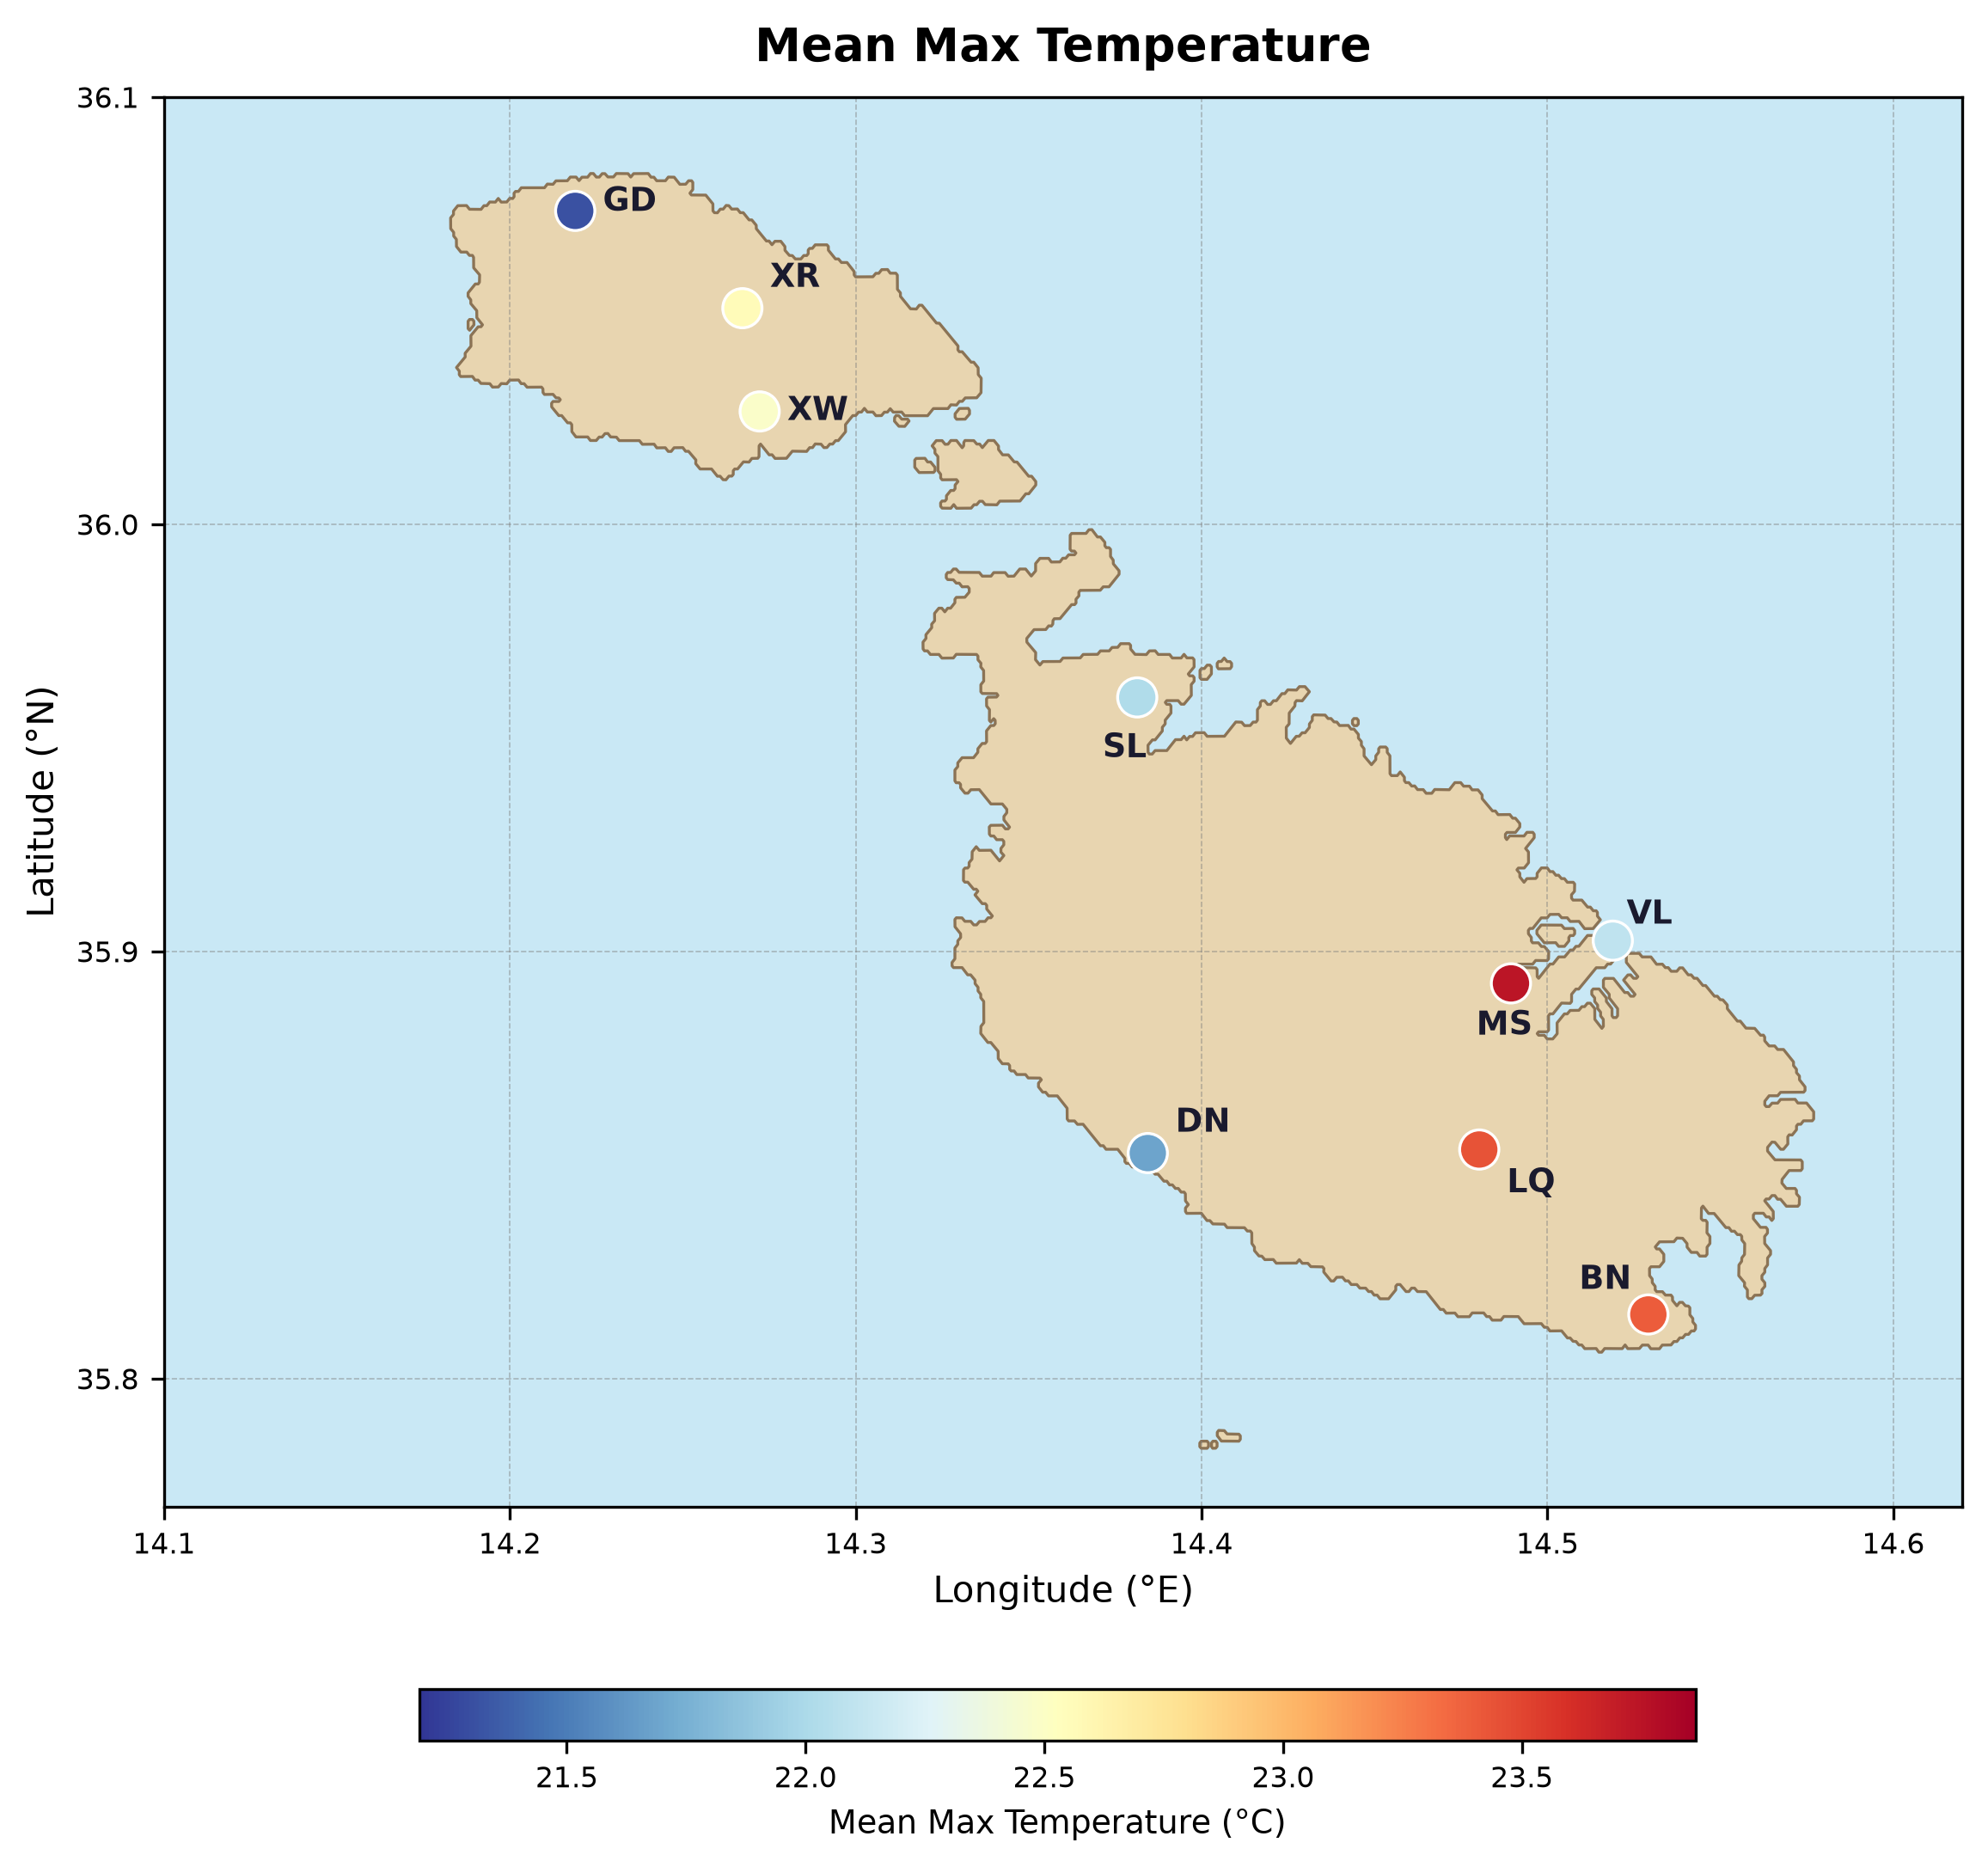 Mean Max Temperature
36.1
36.0
35.9
35.8
Latitude (°N)
GD
XR
XW
SL
VL
MS
DN
LQ
BN
14.1 14.2 14.3 14.4 14.5 14.6
Longitude (°E)
21.5 22.0 22.5 23.0 23.5
Mean Max Temperature (°C)